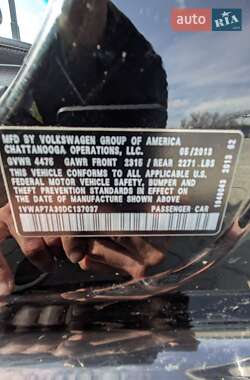 auto RIA
MFD BY VOLKSWAGEN GROUP OF AMERICA
CHATTANOOGA OPERATIONS, LLC. 05/2013
GVWR 4476 GAWR FRONT 2315 / REAR 2271 LBS
THIS VEHICLE CONFORMS TO ALL APPLICABLE
U.S. FEDERAL MOTOR VEHICLE SAFETY, BUMPER AND
THEFT PREVENTION STANDARDS IN EFFECT ON
THE DATE OF MANUFACTURE SHOWN ABOVE
PASSENGER CAR
2013 02